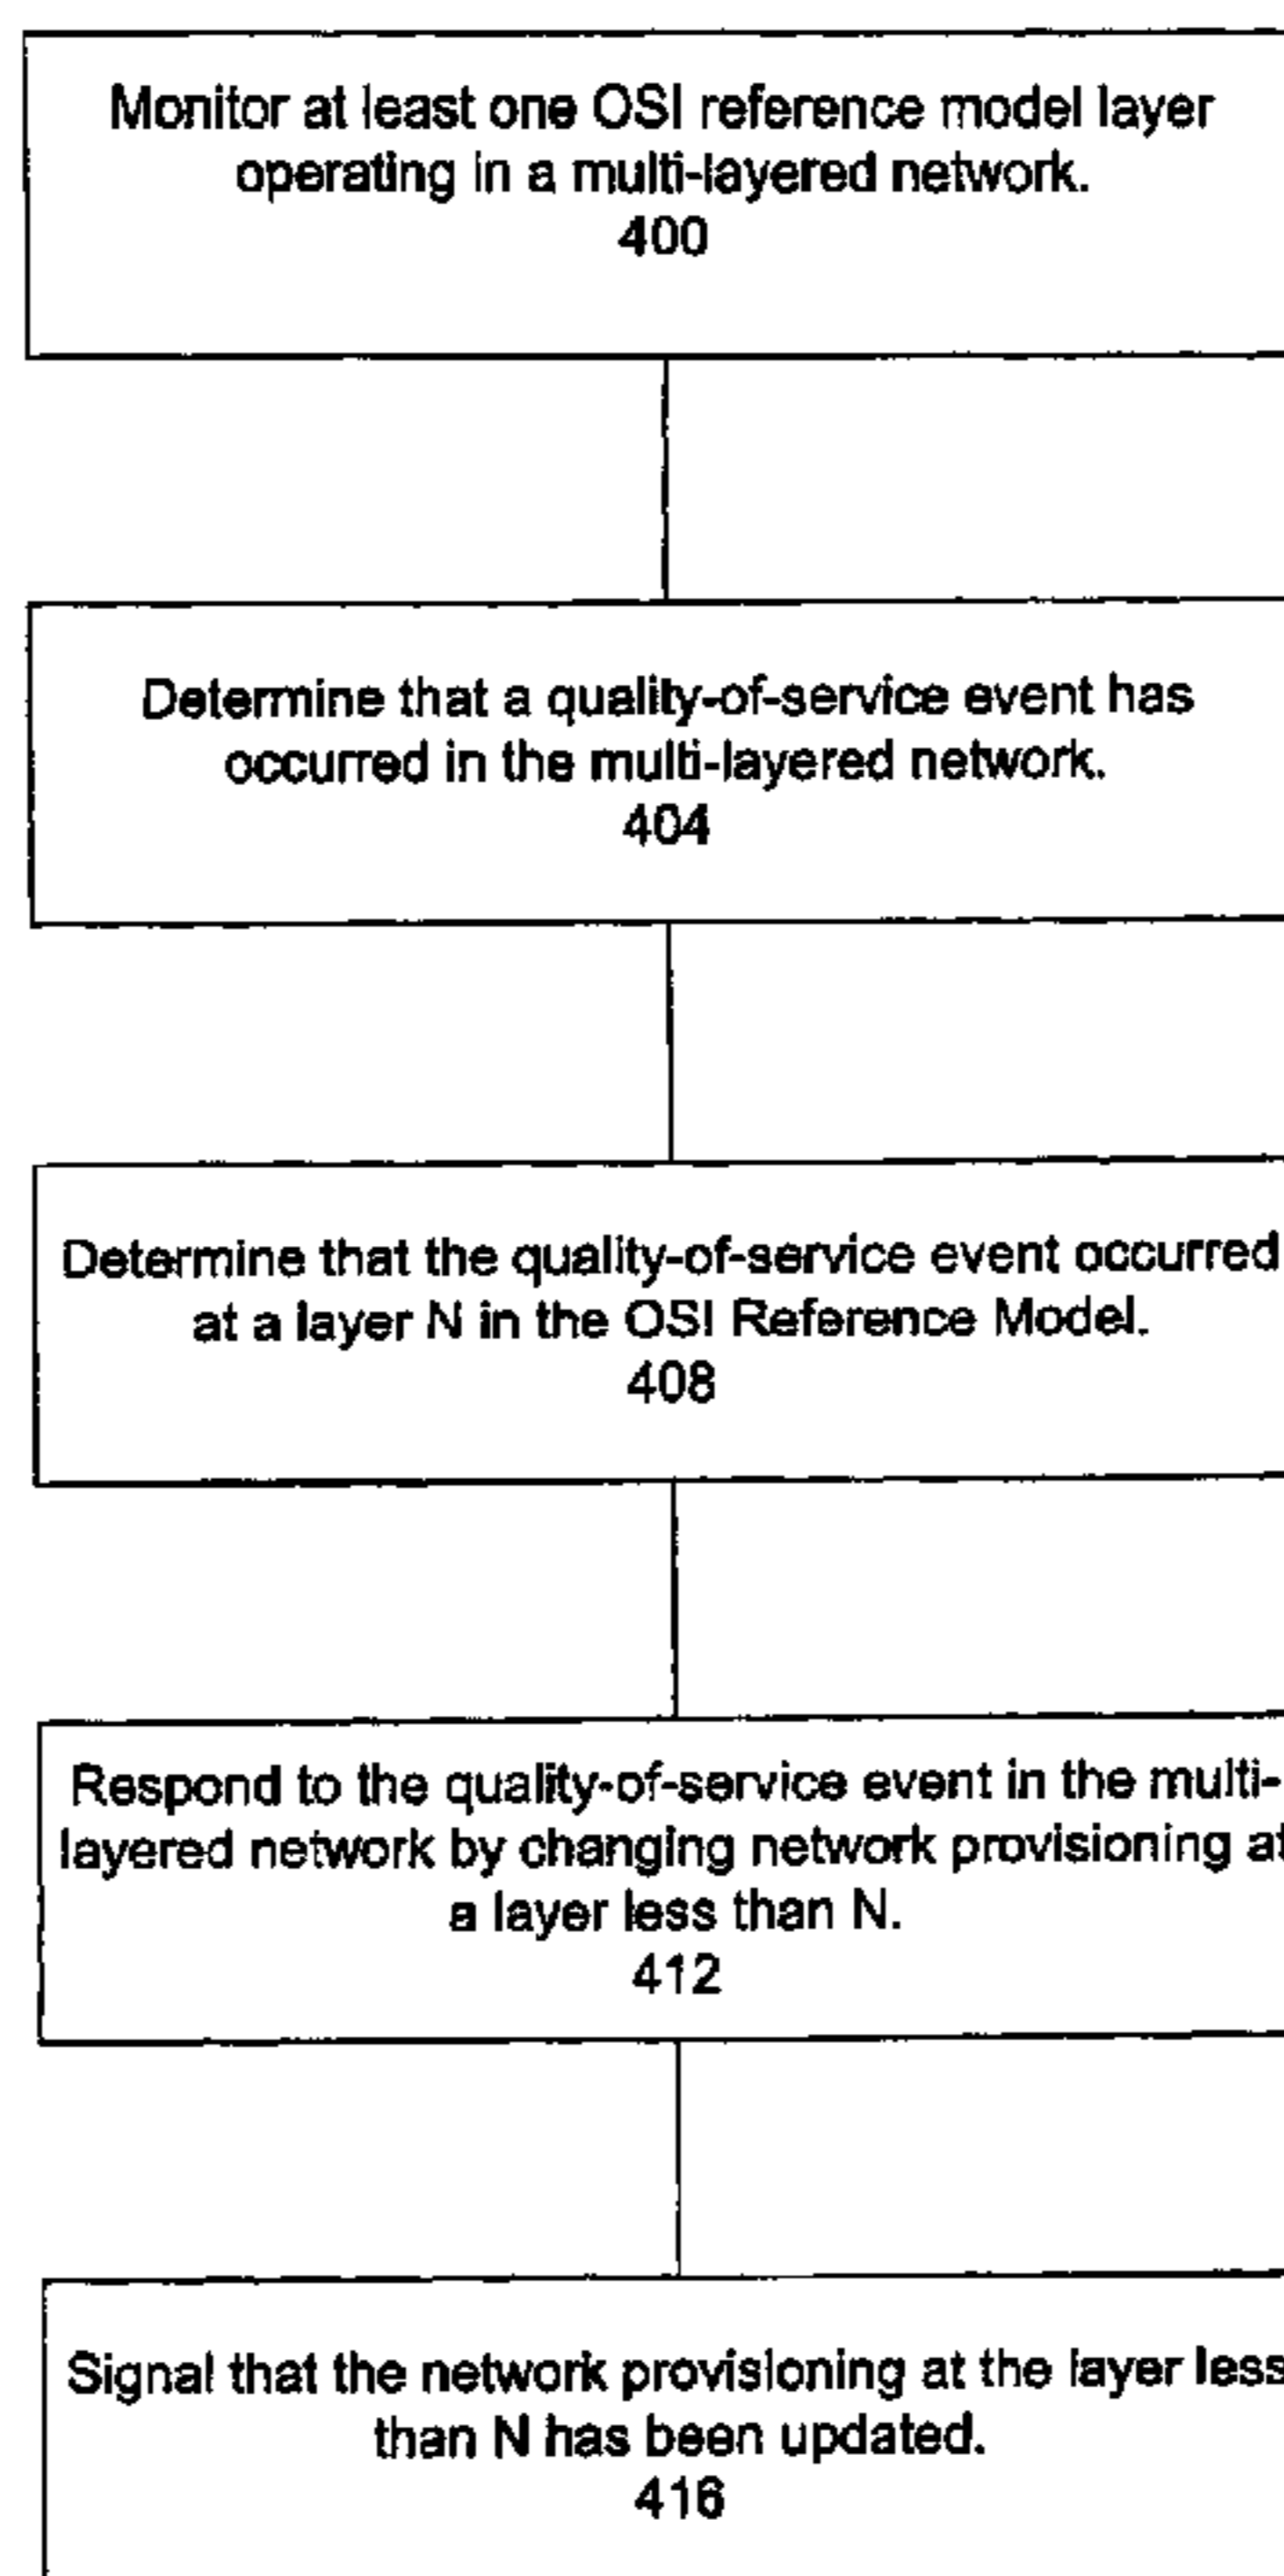 Monitor at least one OSI reference model layer
operating in a multi-layered network.
400
Determine that a quality-of-service event has
occurred in the multi-layered network.
404
Determine that the quality-of-service event occurred
at a layer N in the OSI Reference Model.
408
Respond to the quality-of-service event in the multi-
layered network by changing network provisioning at
a layer less than N.
412
Signal that the network provisioning at the layer less
than N has been updated.
416